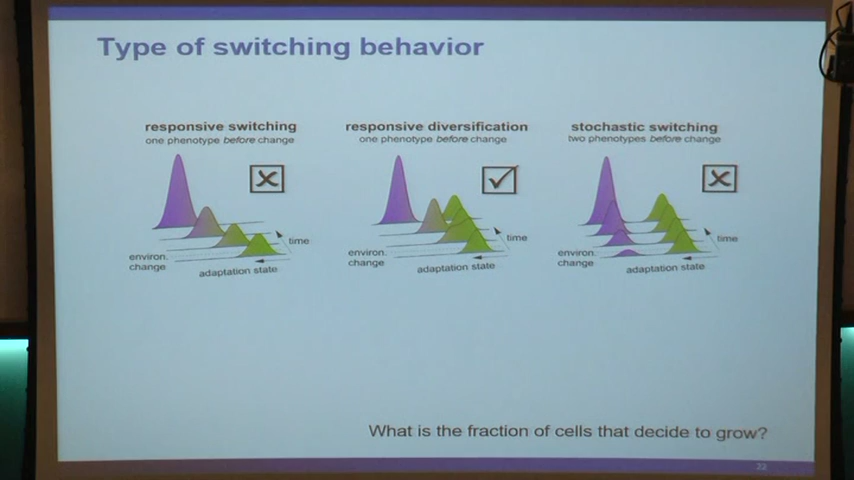 Type of switching behavior
responsive switching
one phenotype before change
environ.
change
adaptation state
time
responsive diversification
one phenotype before change
environ.
change
adaptation state
time
stochastic switching
two phenotypes before change
environ.
change
adaptation state
time
What is the fraction of cells that decide to grow?
22